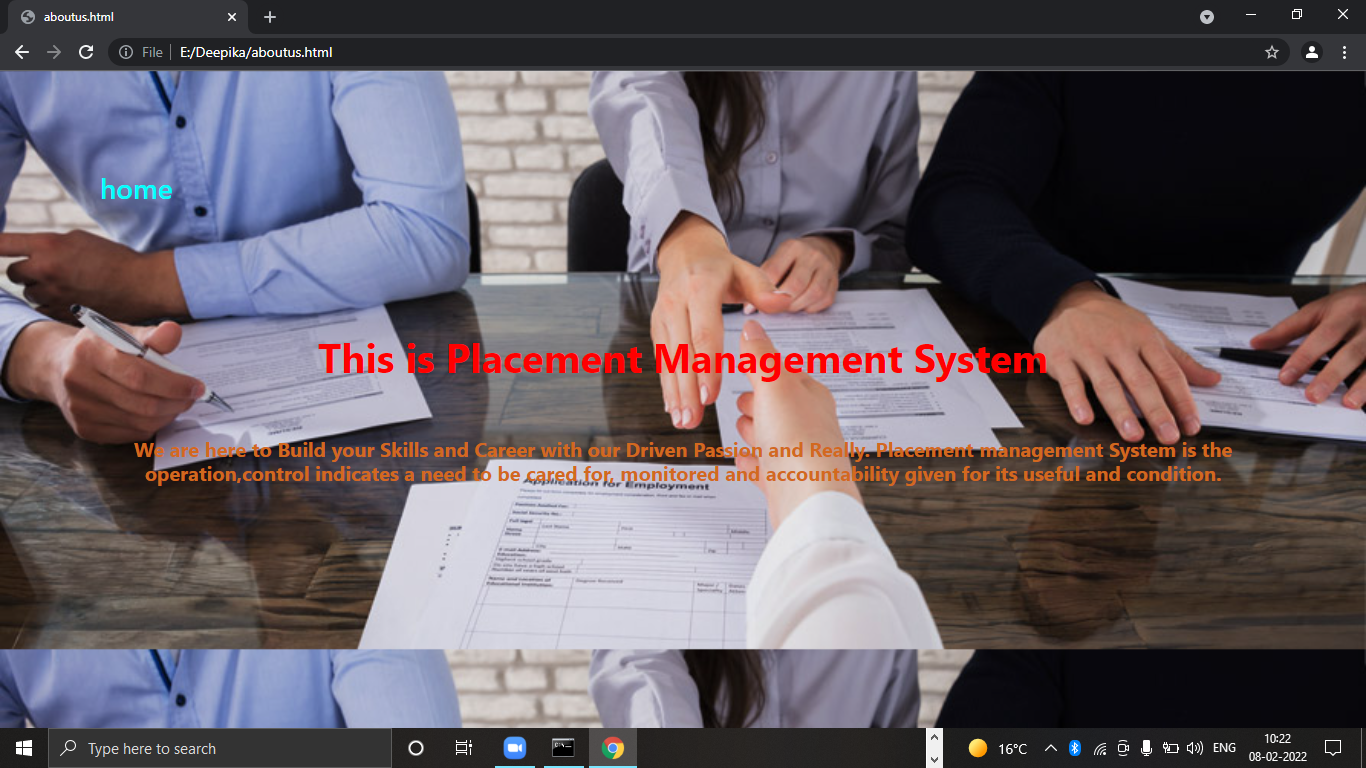 aboutus.html
File
E:/Deepika/aboutus.html
home
This is Placement Management System
We are here to Build your Skills and Career with our Driven Passion and Really. Placement management System is the
operation,control indicates a need to be cared for, monitored and accountability given for its useful and condition.
Application for Employment
Type here to search
16°C
ENG
10:22
08-02-2022